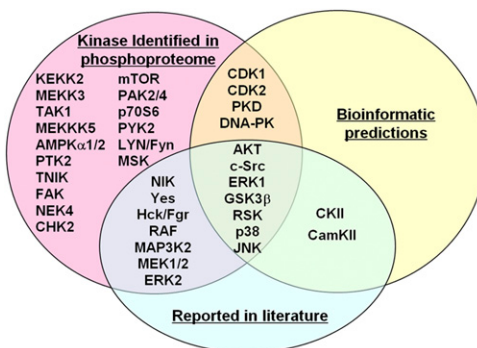 Kinase Identified in
phosphoproteome
KEKK2 mTOR
MEKK3 PAK2/4
TAK1 p70S6
MEKKK5 PYK2
AMPKα1/2 LYN/Fyn
PTK2 MSK
TNIK
FAK
NEK4
CHK2
CDK1
CDK2
PKD
DNA-PK
Bioinformatic
predictions
AKT
c-Src
ERK1
GSK3β
RSK
p38
JNK
NIK
Yes
Hck/Fgr
RAF
MAP3K2
MEK1/2
ERK2
CKII
CamKII
Reported in literature